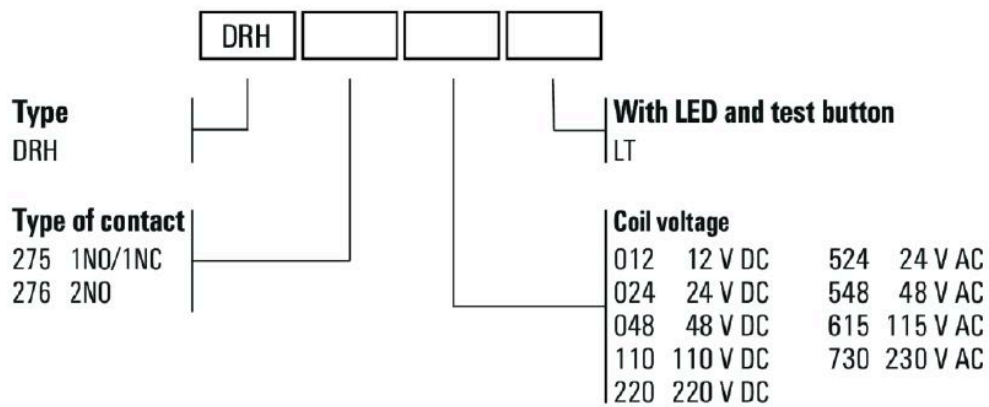 DRH
Type
DRH
With LED and test button
LT
Type of contact
275 1NO/1NC
276 2NO
Coil voltage
012 12 V DC 524 24 V AC
024 24 V DC 548 48 V AC
048 48 V DC 615 115 V AC
110 110 V DC 730 230 V AC
220 220 V DC